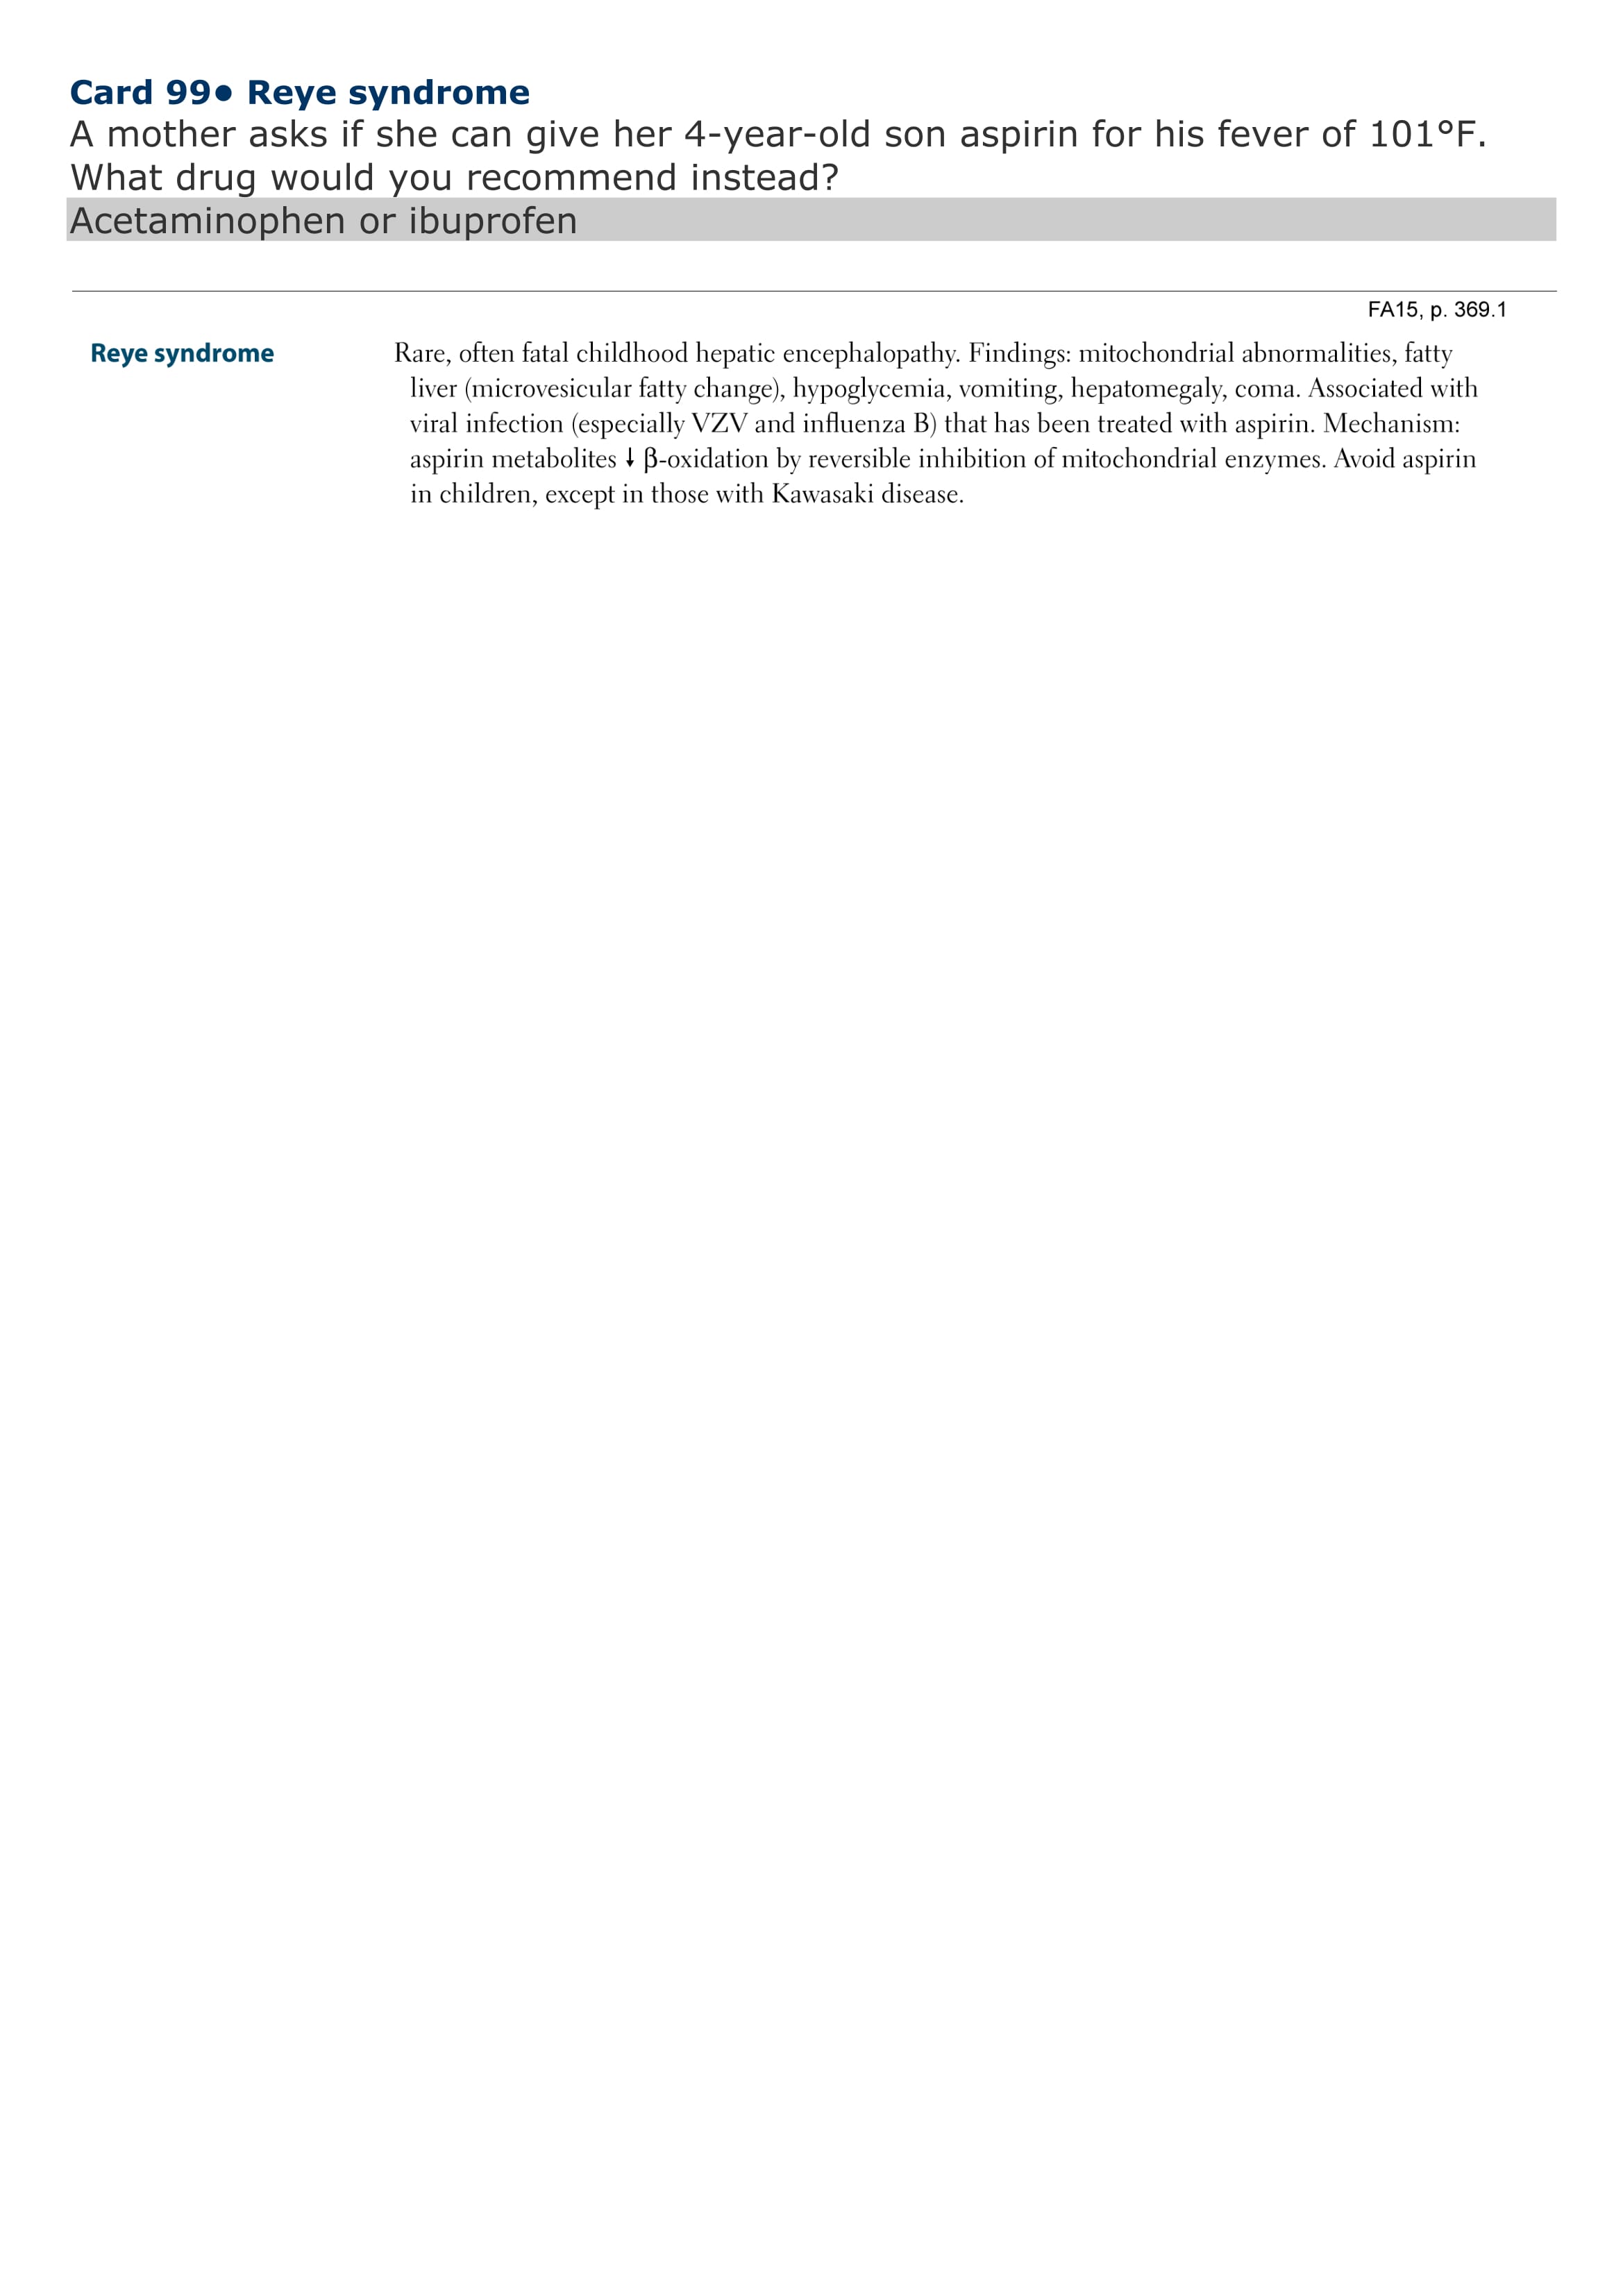 Card 99● Reye syndrome
A mother asks if she can give her 4-year-old son aspirin for his fever of 101°F.
What drug would you recommend instead?
Acetaminophen or ibuprofen
FA15, p. 369.1
Reye syndrome
Rare, often fatal childhood hepatic encephalopathy. Findings: mitochondrial abnormalities, fatty
liver (microvesicular fatty change), hypoglycemia, vomiting, hepatomegaly, coma. Associated with
viral infection (especially VZV and influenza B) that has been treated with aspirin. Mechanism:
aspirin metabolites ↓ β-oxidation by reversible inhibition of mitochondrial enzymes. Avoid aspirin
in children, except in those with Kawasaki disease.